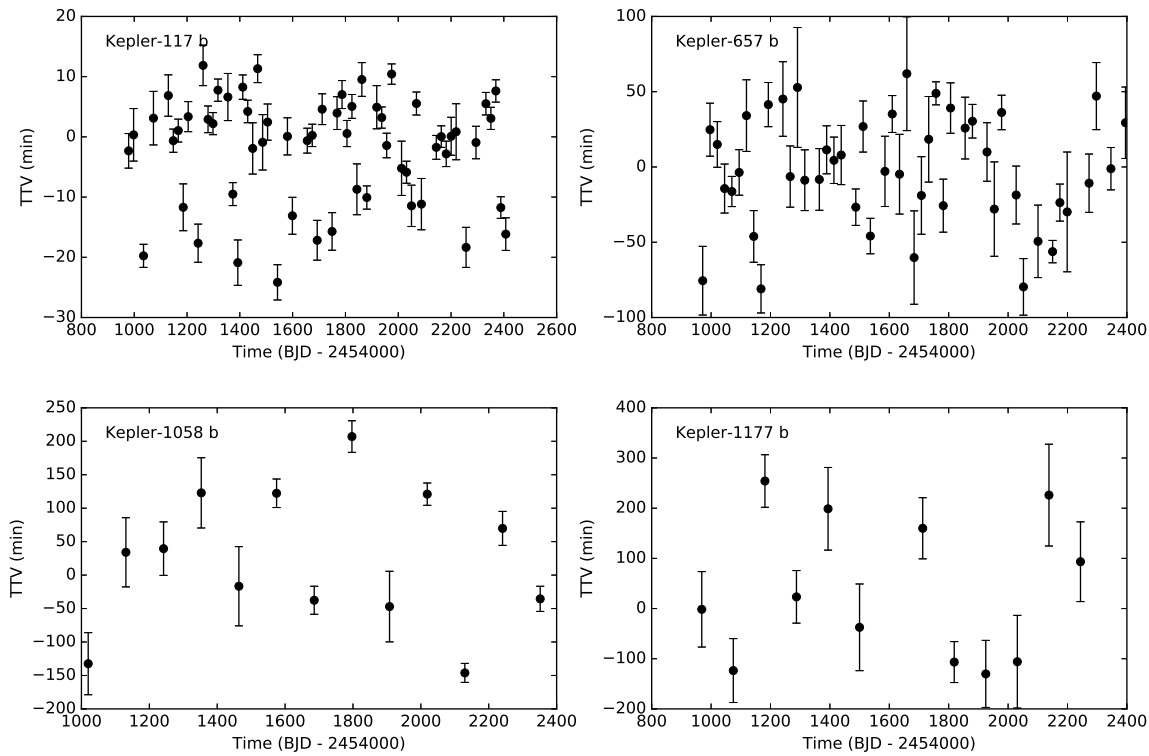 Kepler-117 b
TTV (min)
20
10
0
−10
−20
−30
800 1000 1200 1400 1600 1800 2000 2200 2400 2600
Time (BJD - 2454000)
Kepler-657 b
TTV (min)
100
50
0
−50
−100
800 1000 1200 1400 1600 1800 2000 2200 2400
Time (BJD - 2454000)
Kepler-1058 b
TTV (min)
250
200
150
100
50
0
−50
−100
−150
−200
1000 1200 1400 1600 1800 2000 2200 2400
Time (BJD - 2454000)
Kepler-1177 b
TTV (min)
400
300
200
100
0
−100
−200
800 1000 1200 1400 1600 1800 2000 2200 2400
Time (BJD - 2454000)